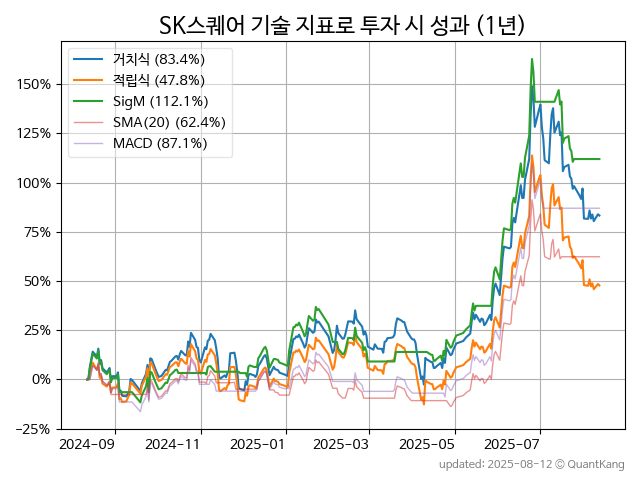 SK스퀘어 기술 지표로 투자 시 성과 (1년)
거치식 (83.4%)
적립식 (47.8%)
SigM (112.1%)
SMA(20) (62.4%)
MACD (87.1%)
150%
125%
100%
75%
50%
25%
0%
−25%
2024-09 2024-11 2025-01 2025-03 2025-05 2025-07
updated: 2025-08-12 © QuantKang